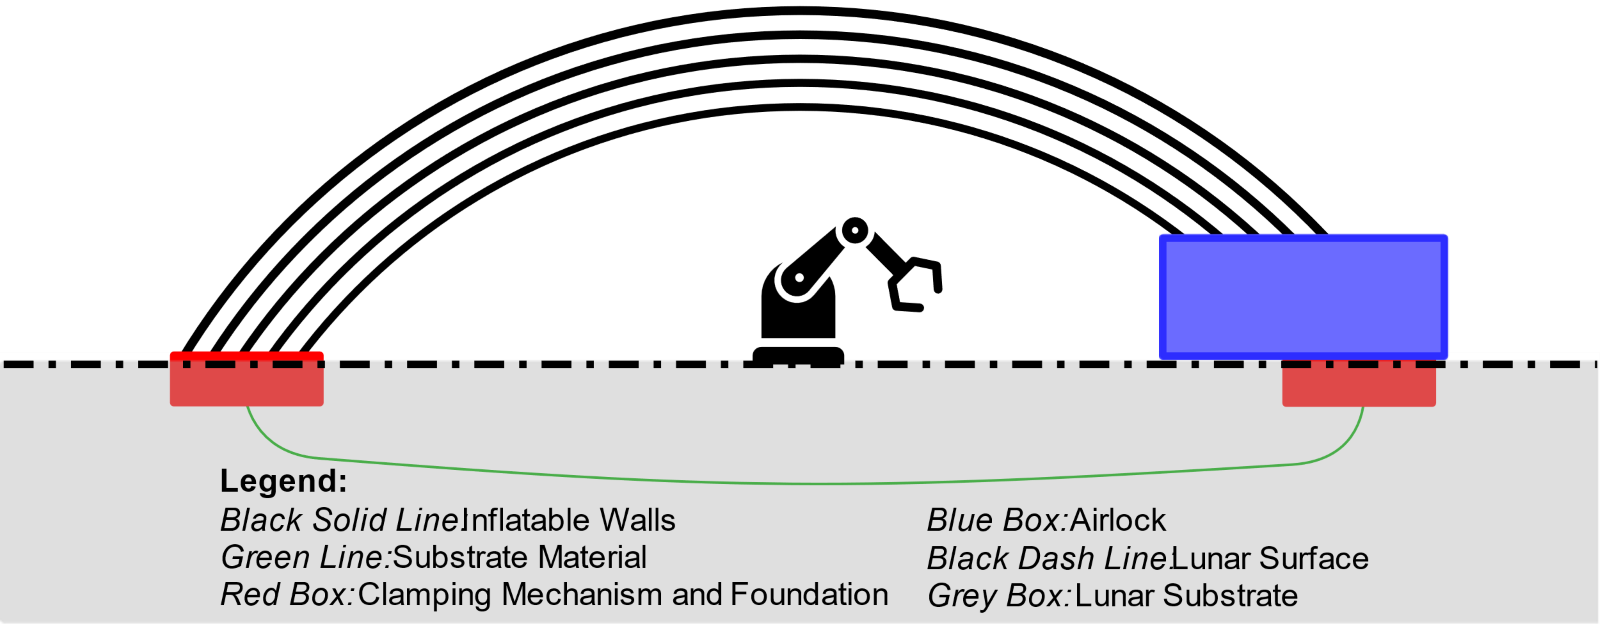 Legend:
Black Solid Line:Inflatable Walls
Green Line:Substrate Material
Red Box:Clamping Mechanism and Foundation
Blue Box:Airlock
Black Dash Line:Lunar Surface
Grey Box:Lunar Substrate